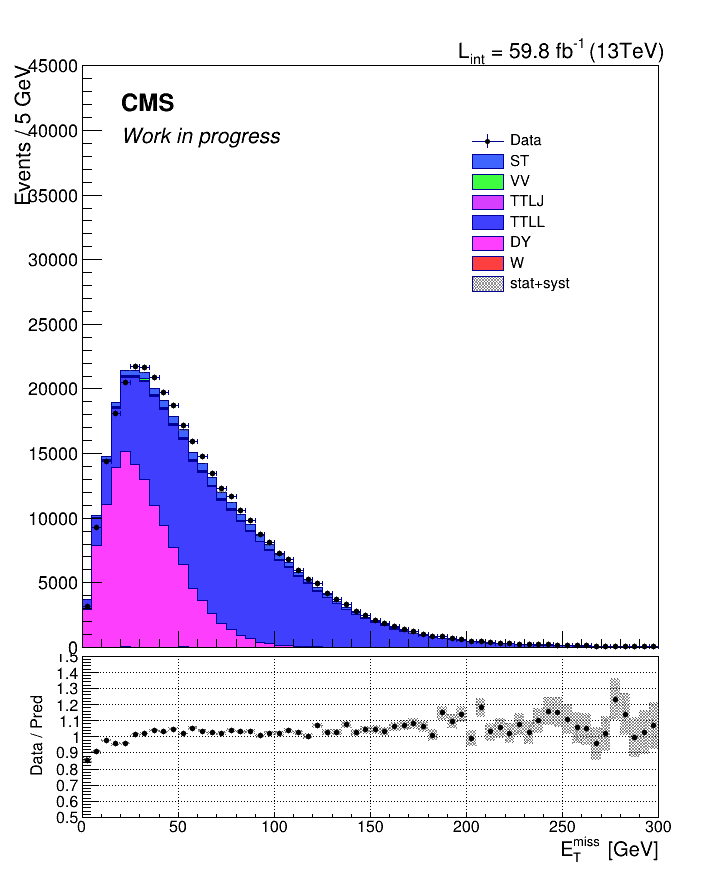 L_int = 59.8 fb^-1 (13TeV)
Events / 5 GeV
45000
40000
35000
30000
25000
20000
15000
10000
5000
0
CMS
Work in progress
Data
ST
VV
TTLJ
TTLL
DY
W
stat+syst
Data / Pred
1.5
1.4
1.3
1.2
1.1
1
0.9
0.8
0.7
0.6
0.5
0 50 100 150 200 250 300
E_T^miss [GeV]